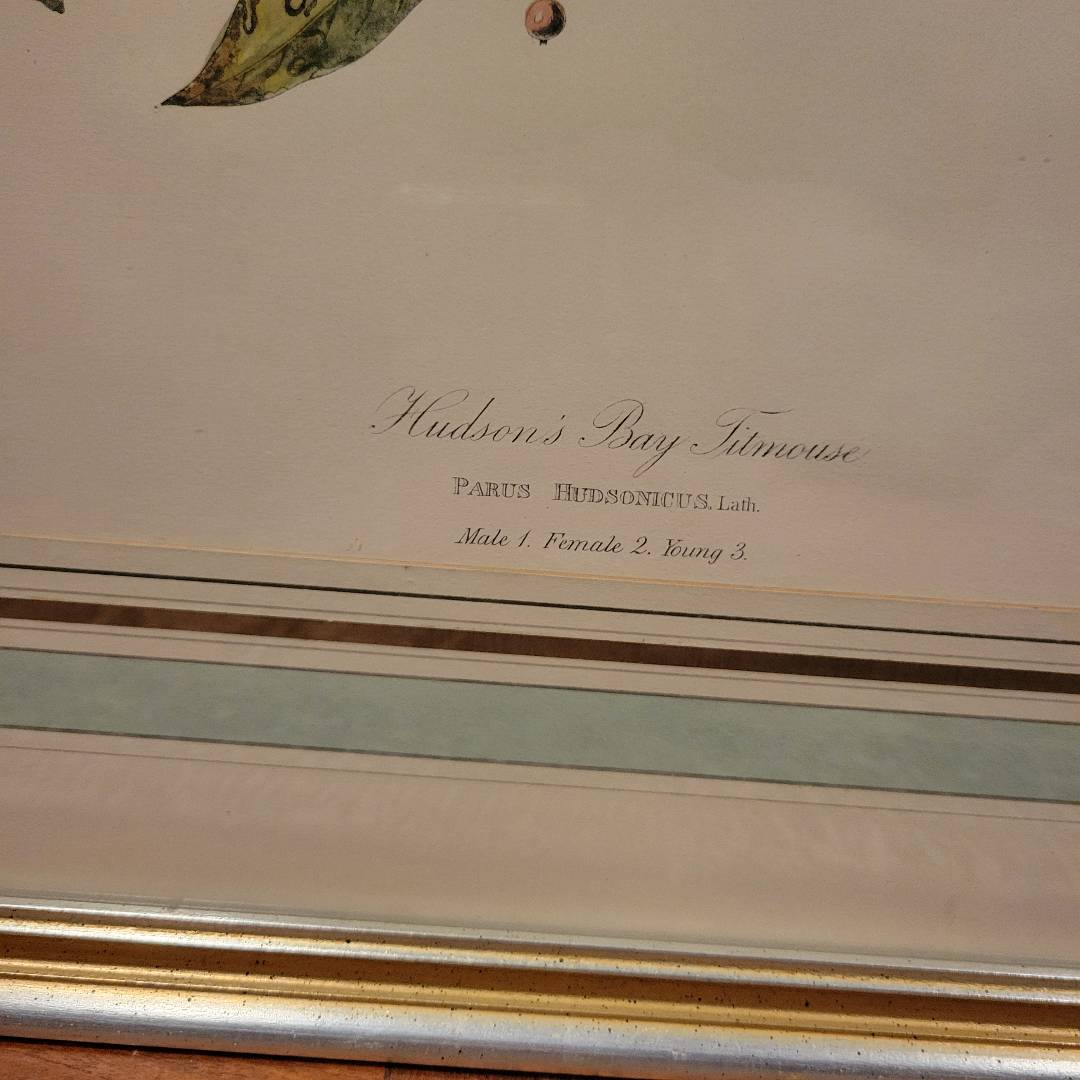 Hudson's Bay Titmouse
PARUS HUDSONICUS. Lath.
Male 1. Female 2. Young 3.